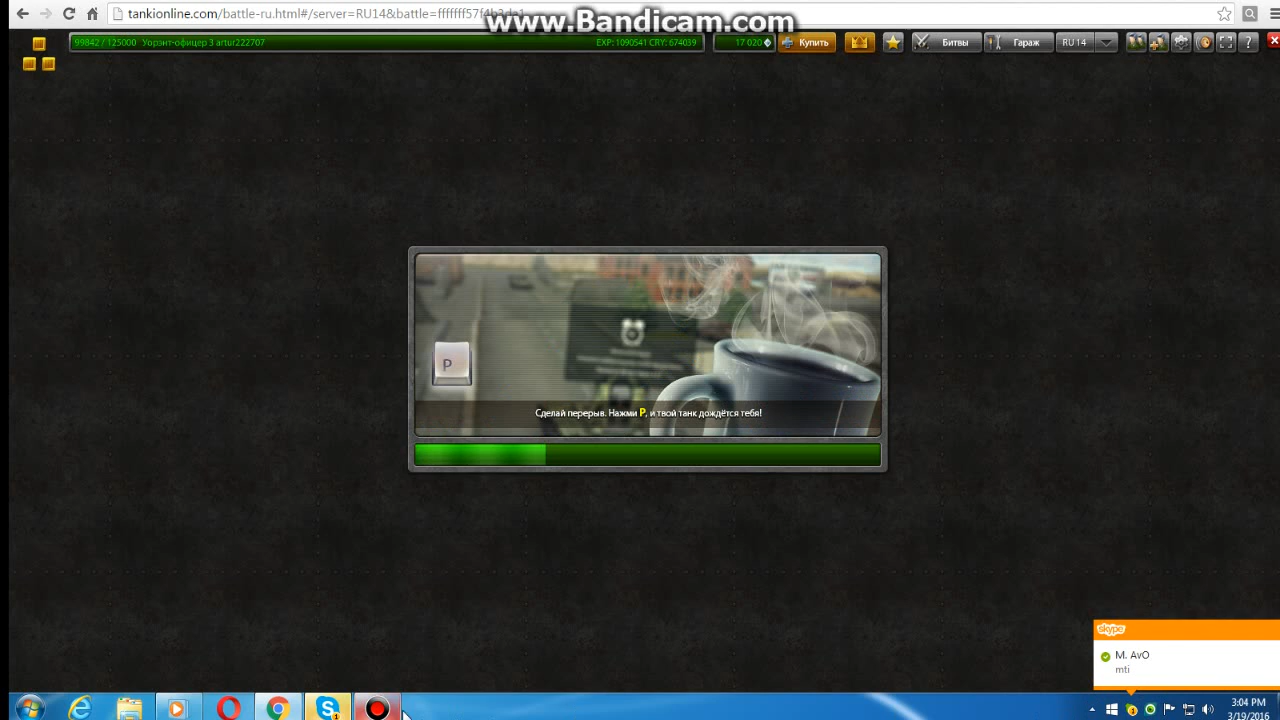 tankionline.com/battle-ru.html#/server=RU14&battle=fffffff57f4b3da1
www.Bandicam.com
99842 / 125000 Уорэнт-офицер 3 artur222707
EXP: 1090541 CRY: 674039
17 020
Купить
Битвы
Гараж
RU 14
?
P
Сделай перерыв. Нажми P, и твой танк дождётся тебя!
skype
M. AvO
mti
3:04 PM
3/19/2016